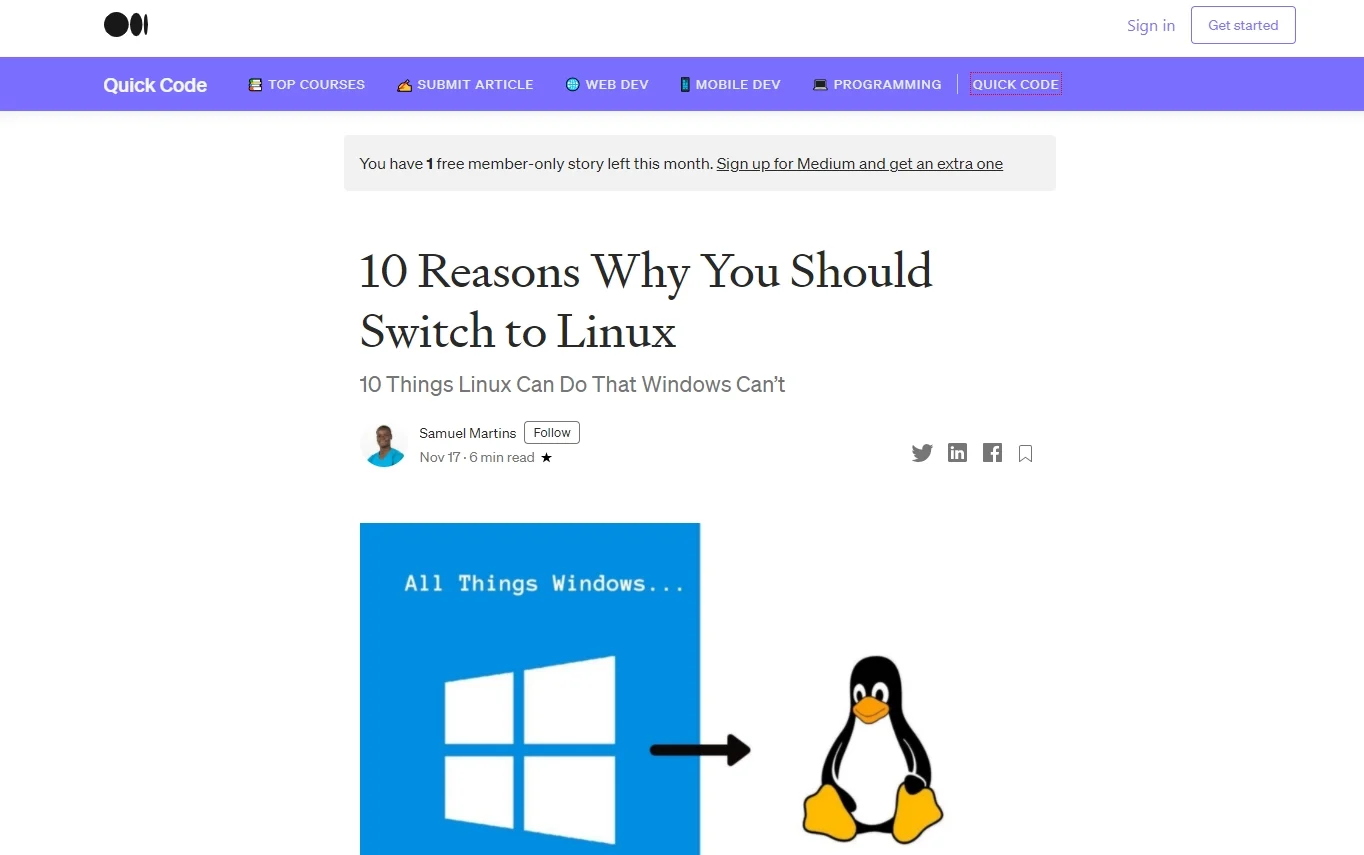 Sign in
Get started
Quick Code
TOP COURSES
SUBMIT ARTICLE
WEB DEV
MOBILE DEV
PROGRAMMING
QUICK CODE
You have 1 free member-only story left this month. Sign up for Medium and get an extra one
10 Reasons Why You Should
Switch to Linux
10 Things Linux Can Do That Windows Can't
Samuel Martins
Follow
Nov 17 · 6 min read ★
All Things Windows...